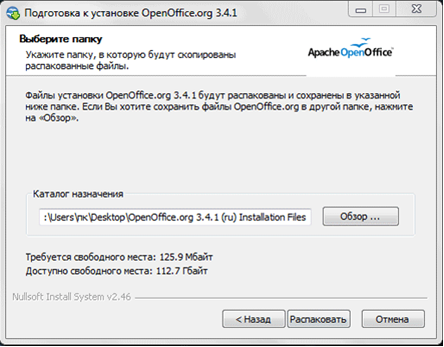 Подготовка к установке OpenOffice.org 3.4.1
Выберите папку
Укажите папку, в которую будут скопированы
распакованные файлы.
Apache OpenOffice™
Файлы установки OpenOffice.org 3.4.1 будут распакованы и сохранены в указанной
ниже папке. Если Вы хотите сохранить файлы OpenOffice.org в другой папке, нажмите
на «Обзор».
Каталог назначения
:\Users\пк\Desktop\OpenOffice.org 3.4.1 (ru) Installation Files
Обзор ...
Требуется свободного места: 125.9 Мбайт
Доступно свободного места: 112.7 Гбайт
Nullsoft Install System v2.46
< Назад
Распаковать
Отмена